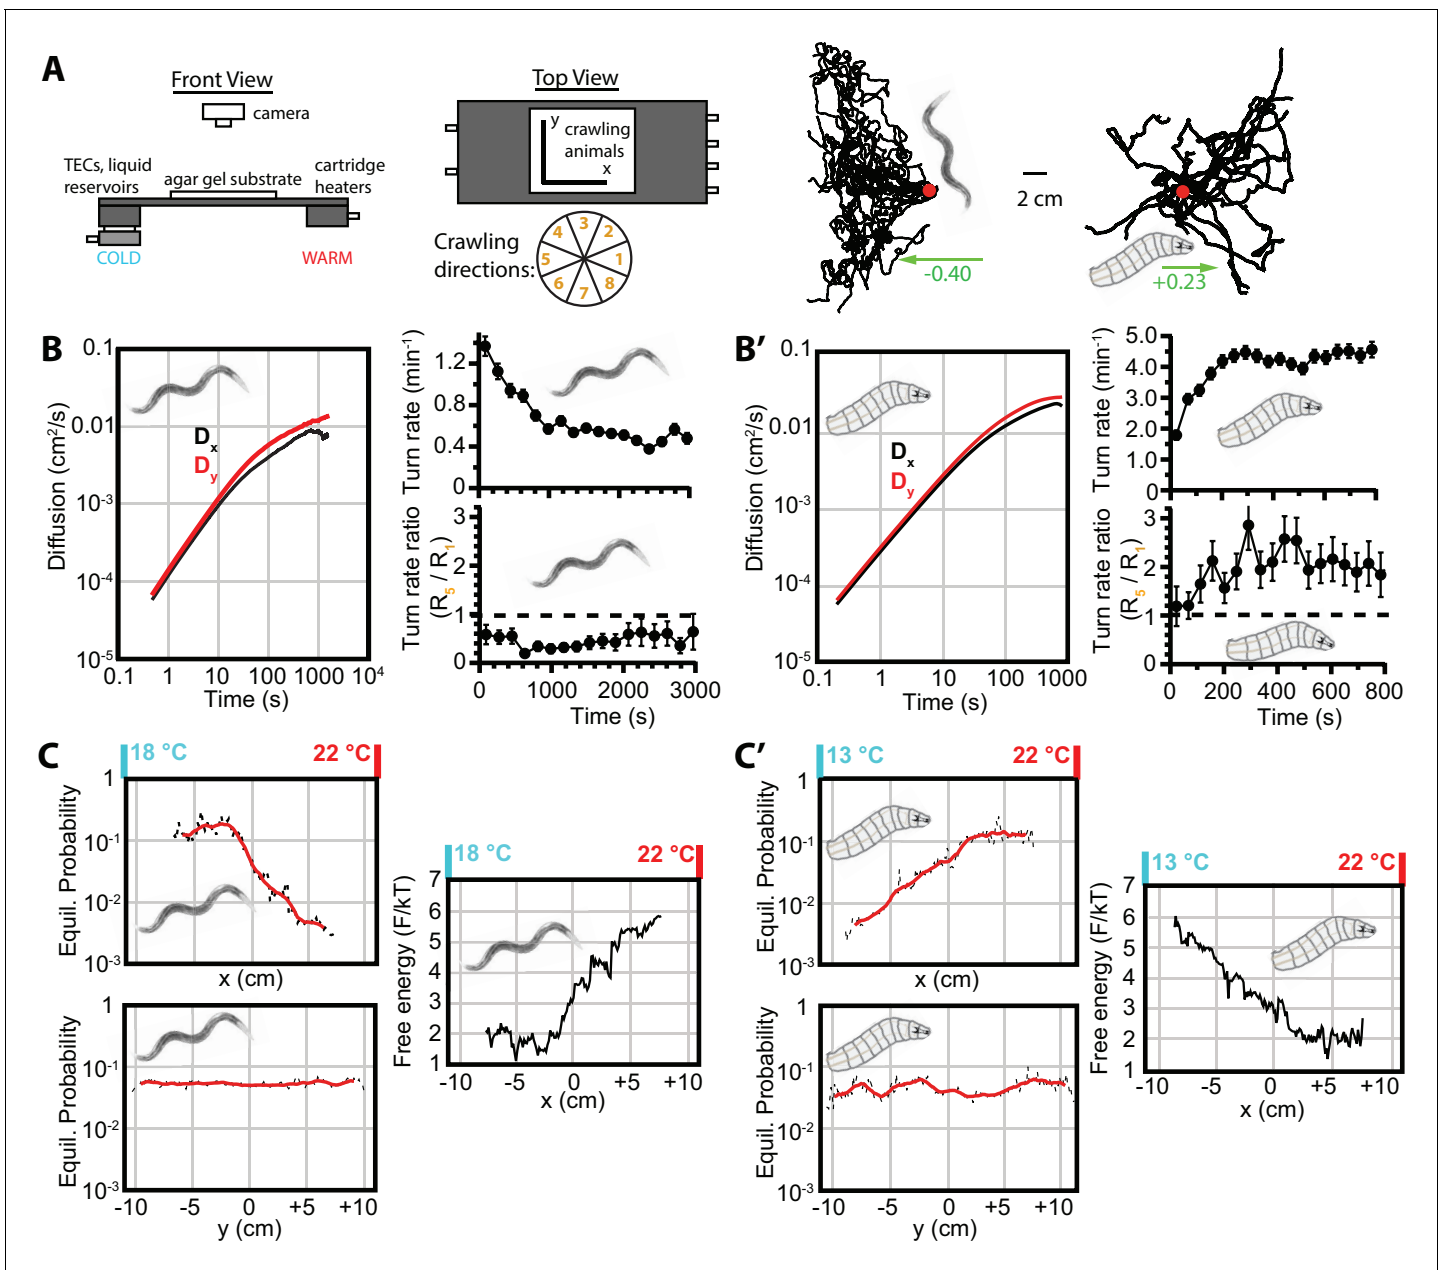 A
Front View
camera
TECs, liquid
reservoirs
agar gel substrate
cartridge
heaters
COLD
WARM
Top View
y
crawling
animals
x
Crawling
directions:
1
2
3
4
5
6
7
8
2 cm
-0.40
+0.23
B
Diffusion (cm²/s)
0.1
0.01
10⁻³
10⁻⁴
10⁻⁵
Dₓ
Dᵧ
0.1 1 10 100 1000 10⁴
Time (s)
Turn rate (min⁻¹)
1.2
0.8
0.4
0
Turn rate ratio
(R₅ / R₁)
3
2
1
0
0 1000 2000 3000
Time (s)
B'
Diffusion (cm²/s)
0.1
0.01
10⁻³
10⁻⁴
10⁻⁵
Dₓ
Dᵧ
0.1 1 10 100 1000
Time (s)
Turn rate (min⁻¹)
5.0
4.0
3.0
2.0
1.0
0
Turn rate ratio
(R₅ / R₁)
3
2
1
0
0 200 400 600 800
Time (s)
C
18 °C 22 °C
Equil. Probability
1
10⁻¹
10⁻²
10⁻³
x (cm)
Equil. Probability
1
10⁻¹
10⁻²
10⁻³
-10 -5 0 +5 +10
y (cm)
18 °C 22 °C
Free energy (F/kT)
7
6
5
4
3
2
1
-10 -5 0 +5 +10
x (cm)
C'
13 °C 22 °C
Equil. Probability
1
10⁻¹
10⁻²
10⁻³
x (cm)
Equil. Probability
1
10⁻¹
10⁻²
10⁻³
-10 -5 0 +5 +10
y (cm)
13 °C 22 °C
Free energy (F/kT)
7
6
5
4
3
2
1
-10 -5 0 +5 +10
x (cm)